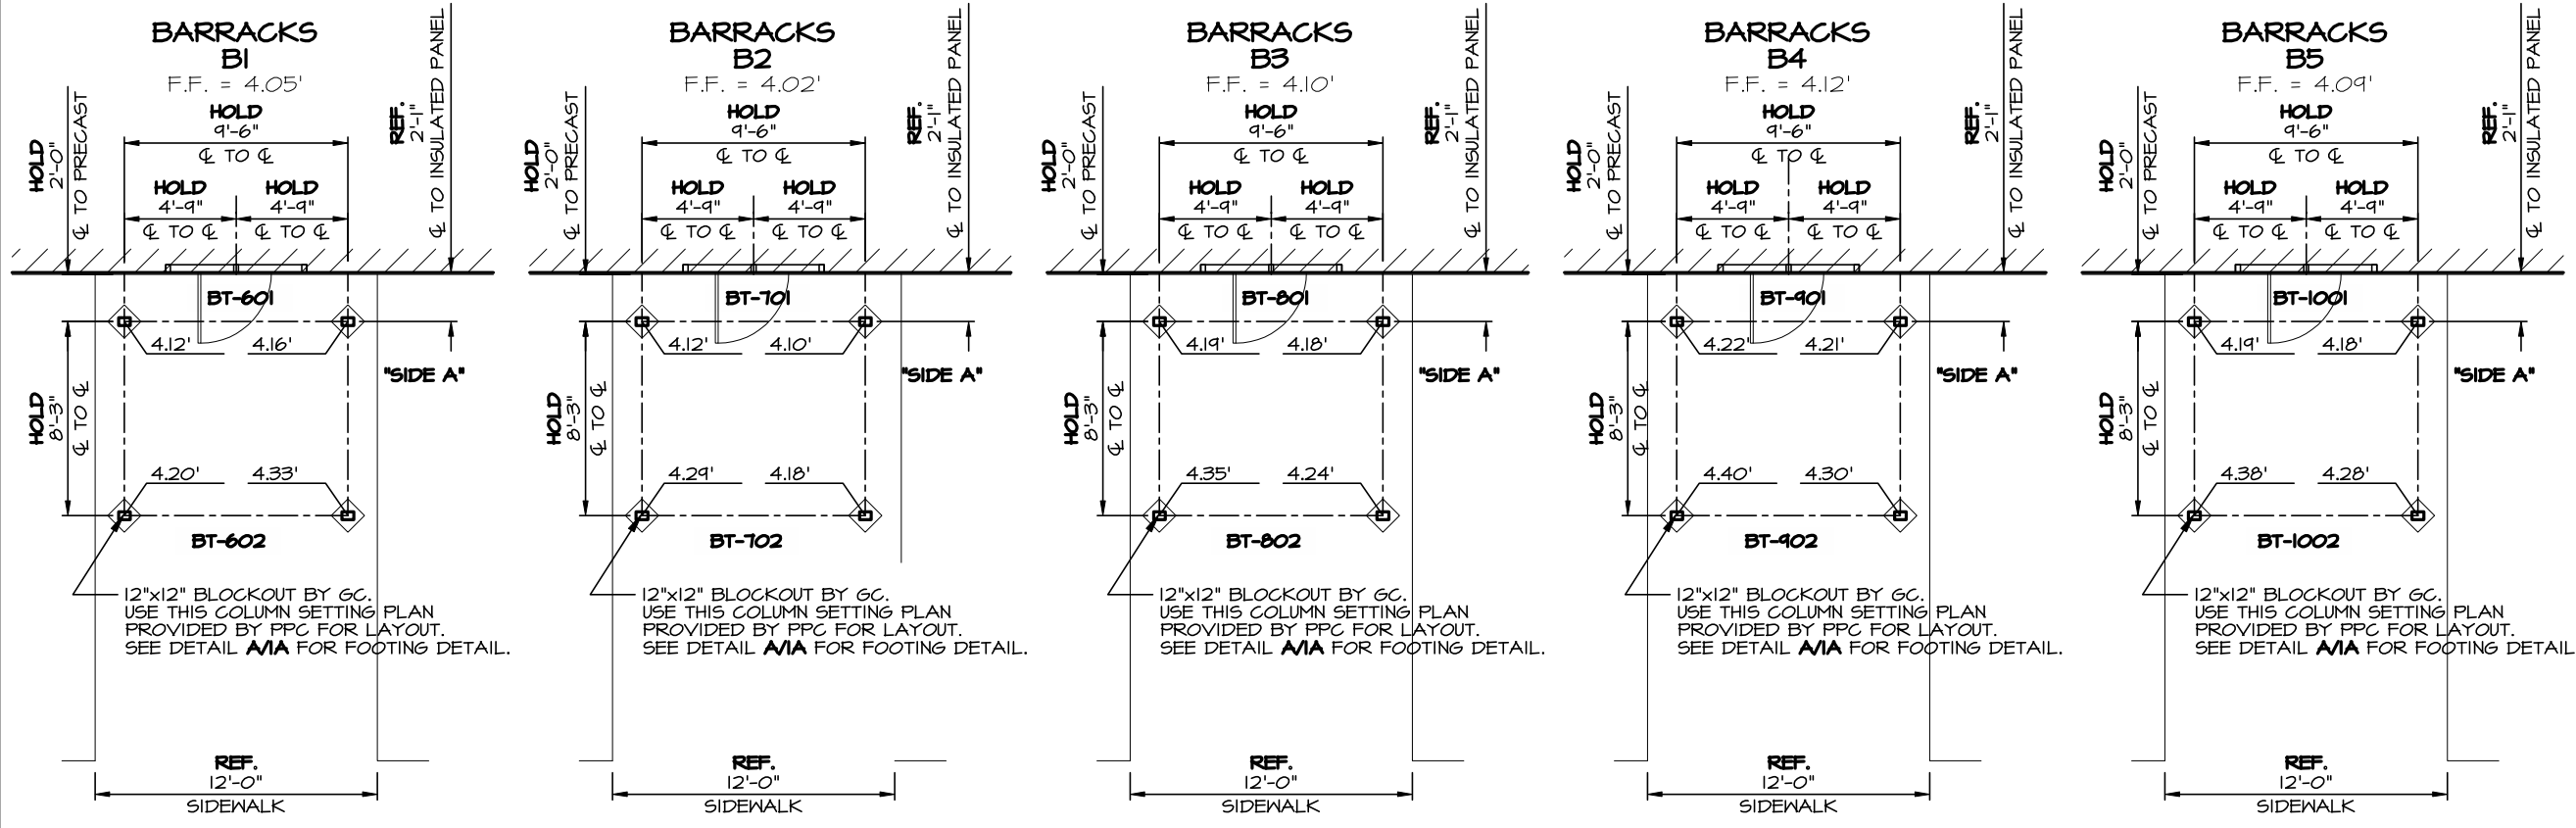 BARRACKS
B1
F.F. = 4.05'
HOLD
9'-6"
℄ TO ℄
HOLD
4'-9"
℄ TO ℄
HOLD
4'-9"
℄ TO ℄
HOLD
2'-0"
℄ TO PRECAST
REF.
2'-1"
℄ TO INSULATED PANEL
BT-601
4.12'
4.16'
"SIDE A"
HOLD
8'-3"
℄ TO ℄
4.20'
4.33'
BT-602
12"x12" BLOCKOUT BY GC.
USE THIS COLUMN SETTING PLAN
PROVIDED BY PPC FOR LAYOUT.
SEE DETAIL A/1A FOR FOOTING DETAIL.
REF.
12'-0"
SIDEWALK
BARRACKS
B2
F.F. = 4.02'
HOLD
9'-6"
℄ TO ℄
HOLD
4'-9"
℄ TO ℄
HOLD
4'-9"
℄ TO ℄
HOLD
2'-0"
℄ TO PRECAST
REF.
2'-1"
℄ TO INSULATED PANEL
BT-701
4.12'
4.10'
"SIDE A"
HOLD
8'-3"
℄ TO ℄
4.29'
4.18'
BT-702
12"x12" BLOCKOUT BY GC.
USE THIS COLUMN SETTING PLAN
PROVIDED BY PPC FOR LAYOUT.
SEE DETAIL A/1A FOR FOOTING DETAIL.
REF.
12'-0"
SIDEWALK
BARRACKS
B3
F.F. = 4.10'
HOLD
9'-6"
℄ TO ℄
HOLD
4'-9"
℄ TO ℄
HOLD
4'-9"
℄ TO ℄
HOLD
2'-0"
℄ TO PRECAST
REF.
2'-1"
℄ TO INSULATED PANEL
BT-801
4.19'
4.18'
"SIDE A"
HOLD
8'-3"
℄ TO ℄
4.35'
4.24'
BT-802
12"x12" BLOCKOUT BY GC.
USE THIS COLUMN SETTING PLAN
PROVIDED BY PPC FOR LAYOUT.
SEE DETAIL A/1A FOR FOOTING DETAIL.
REF.
12'-0"
SIDEWALK
BARRACKS
B4
F.F. = 4.12'
HOLD
9'-6"
℄ TO ℄
HOLD
4'-9"
℄ TO ℄
HOLD
4'-9"
℄ TO ℄
HOLD
2'-0"
℄ TO PRECAST
REF.
2'-1"
℄ TO INSULATED PANEL
BT-901
4.22'
4.21'
"SIDE A"
HOLD
8'-3"
℄ TO ℄
4.40'
4.30'
BT-902
12"x12" BLOCKOUT BY GC.
USE THIS COLUMN SETTING PLAN
PROVIDED BY PPC FOR LAYOUT.
SEE DETAIL A/1A FOR FOOTING DETAIL.
REF.
12'-0"
SIDEWALK
BARRACKS
B5
F.F. = 4.09'
HOLD
9'-6"
℄ TO ℄
HOLD
4'-9"
℄ TO ℄
HOLD
4'-9"
℄ TO ℄
HOLD
2'-0"
℄ TO PRECAST
REF.
2'-1"
℄ TO INSULATED PANEL
BT-1001
4.19'
4.18'
"SIDE A"
HOLD
8'-3"
℄ TO ℄
4.38'
4.28'
BT-1002
12"x12" BLOCKOUT BY GC.
USE THIS COLUMN SETTING PLAN
PROVIDED BY PPC FOR LAYOUT.
SEE DETAIL A/1A FOR FOOTING DETAIL
REF.
12'-0"
SIDEWALK